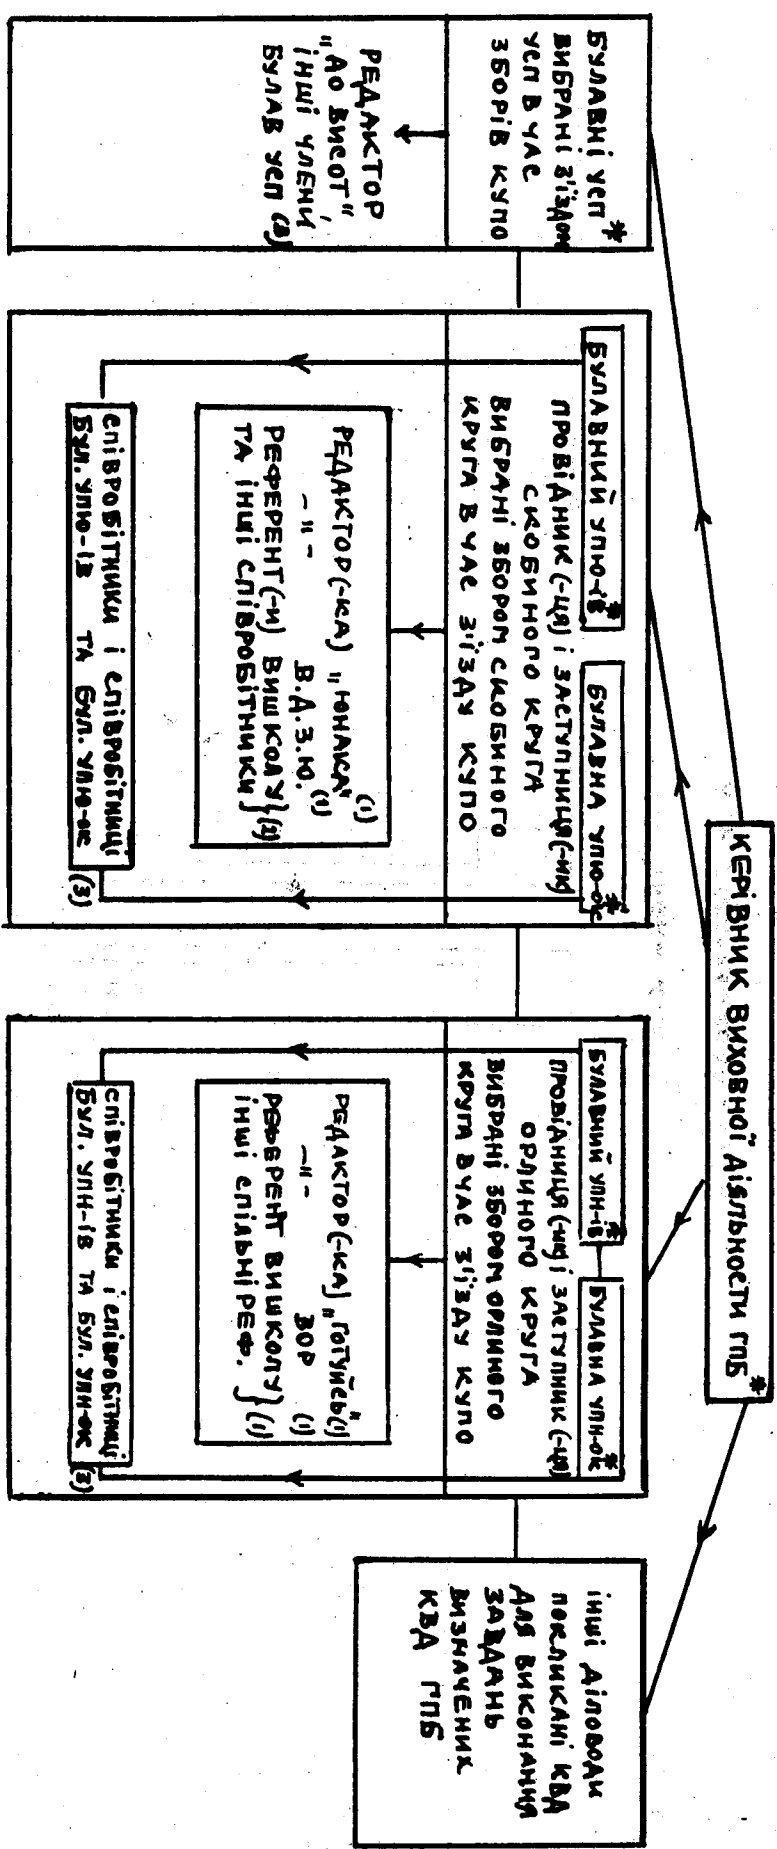 КЕРІВНИК ВИХОВНОЇ ДІЯЛЬНОСТИ ГПБ *
БУЛАВНІ УСП *
ВИБРАНІ З'ЇЗДОМ
УСП В ЧАС
ЗБОРІВ КУПО
РЕДАКТОР
"ДО ВИСОТ",
ІНШІ ЧЛЕНИ
БУЛАВ УСП (3)
БУЛАВНИЙ УПЮ-ІВ *
БУЛАВНА УПЮ-ОК *
ПРОВІДНИК (-ЦЯ) І ЗАСТУПНИЦЯ (-ИК)
СКОБИНОГО КРУГА
ВИБРАНІ ЗБОРОМ СКОБИНОГО
КРУГА В ЧАС З'ЇЗДУ КУПО
РЕДАКТОР (-КА) "ЮНАКА" (1)
-"- В.Д.З.Ю. (1)
РЕФЕРЕНТ (-И) ВИШКОЛУ} (2)
ТА ІНШІ СПІВРОБІТНИКИ}
СПІВРОБІТНИКИ І СПІВРОБІТНИЦІ
БУЛ. УПЮ-ІВ ТА БУЛ. УПЮ-ОК (3)
БУЛАВНИЙ УПН-ІВ *
БУЛАВНА УПН-ОК *
ПРОВІДНИЦЯ (-ИК) І ЗАСТУПНИК (-ЦЯ)
ОРЛИНОГО КРУГА
ВИБРАНІ ЗБОРОМ ОРЛИНОГО
КРУГА В ЧАС З'ЇЗДУ КУПО
РЕДАКТОР (-КА) "ГОТУЙСЬ" (1)
-"- ЗОР (1)
РЕФЕРЕНТ ВИШКОЛУ} (1)
ІНШІ СПІЛЬНІ РЕФ. }
СПІВРОБІТНИКИ І СПІВРОБІТНИЦІ
БУЛ. УПН-ІВ ТА БУЛ. УПН-ОК (3)
ІНШІ ДІЛОВОДИ
ПОКЛИКАНІ КВД
ДЛЯ ВИКОНАННЯ
ЗАВДАНЬ
ВИЗНАЧЕНИХ
КВД ГПБ